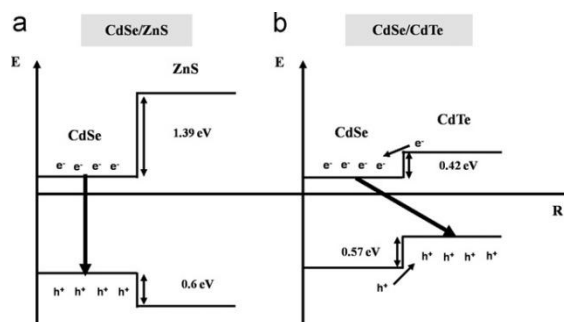 a
CdSe/ZnS
E
ZnS
CdSe
1.39 eV
e- e- e- e-
0.6 eV
h+ h+ h+ h+
b
CdSe/CdTe
E
CdTe
CdSe
e-
e- e- e- e-
0.42 eV
R
0.57 eV
h+ h+ h+ h+
h+